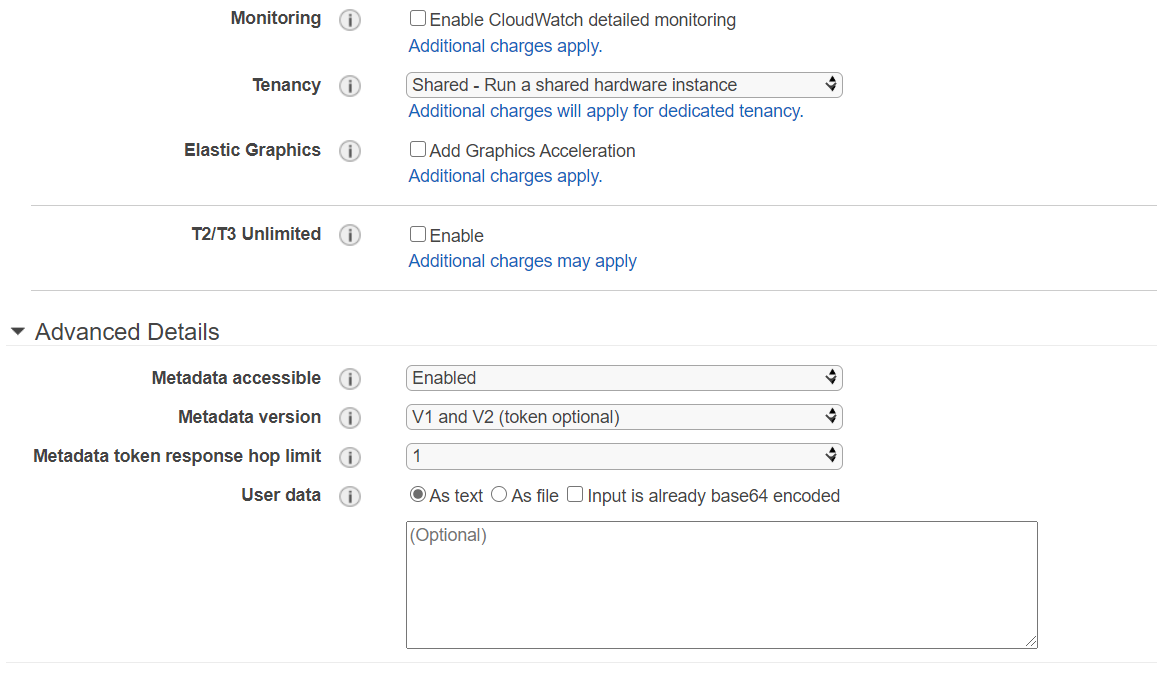 Monitoring Enable CloudWatch detailed monitoring
Additional charges apply.
Tenancy Shared - Run a shared hardware instance
Additional charges will apply for dedicated tenancy.
Elastic Graphics Add Graphics Acceleration
Additional charges apply.
T2/T3 Unlimited Enable
Additional charges may apply
Advanced Details
Metadata accessible Enabled
Metadata version V1 and V2 (token optional)
Metadata token response hop limit 1
User data As text As file Input is already base64 encoded
(Optional)